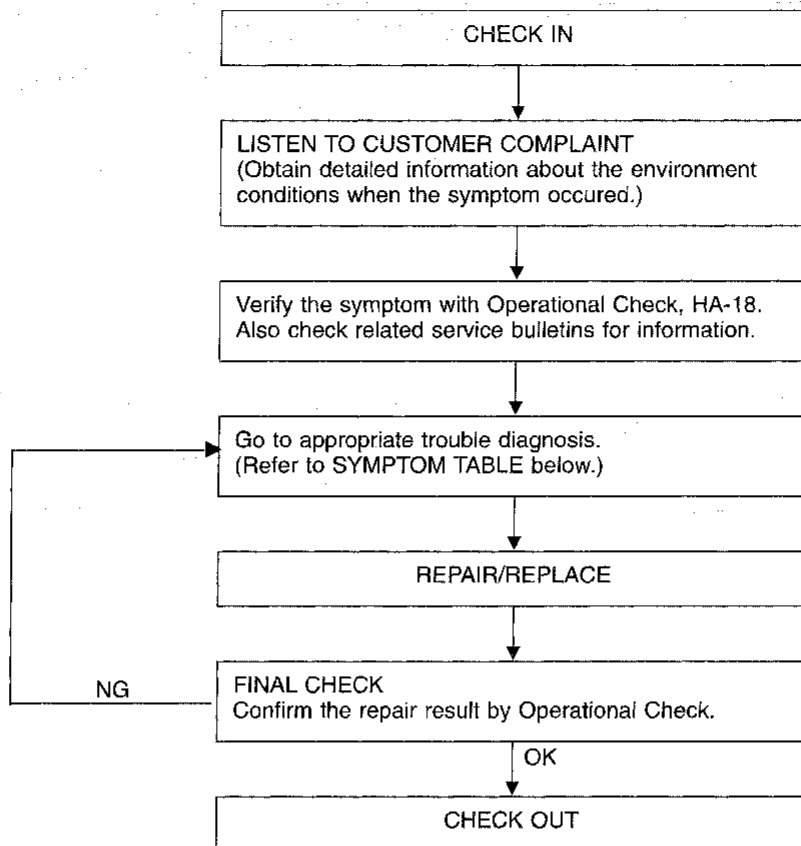 CHECK IN
LISTEN TO CUSTOMER COMPLAINT
(Obtain detailed information about the environment
conditions when the symptom occured.)
Verify the symptom with Operational Check, HA-18.
Also check related service bulletins for information.
Go to appropriate trouble diagnosis.
(Refer to SYMPTOM TABLE below.)
REPAIR/REPLACE
NG
FINAL CHECK
Confirm the repair result by Operational Check.
OK
CHECK OUT